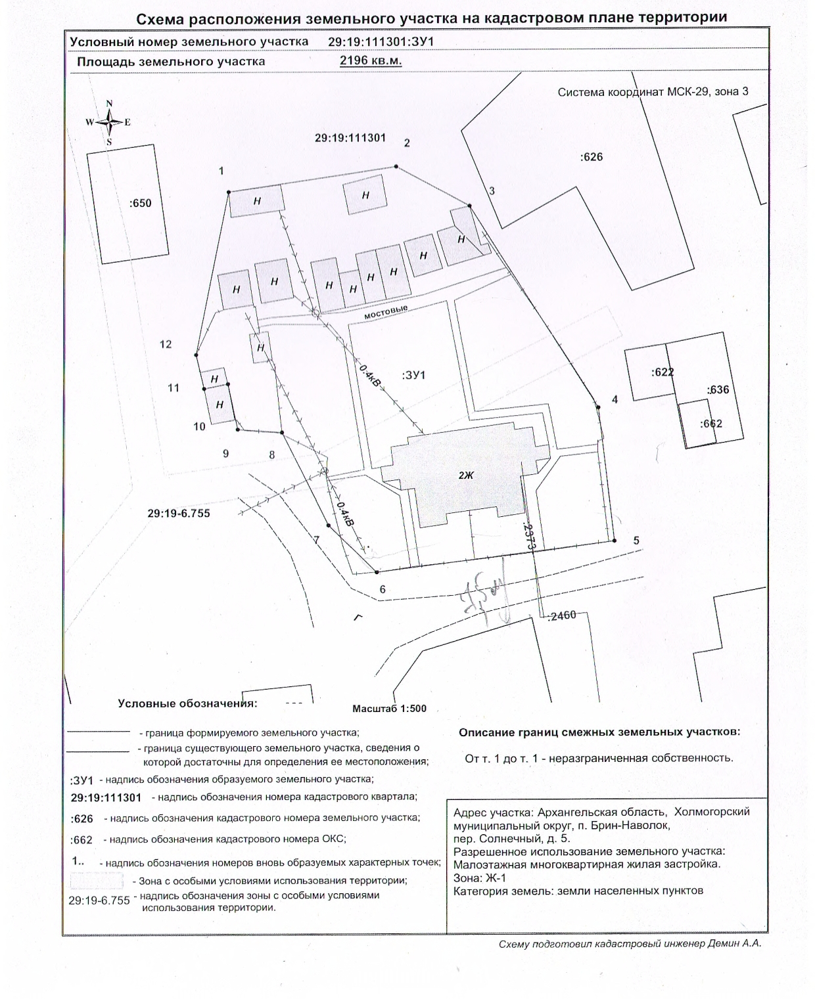 Схема расположения земельного участка на кадастровом плане территории
Условный номер земельного участка 29:19:111301:ЗУ1
Площадь земельного участка 2196 кв.м.
Система координат МСК-29, зона 3
N
W E
S
29:19:111301
2
:626
1
3
:650
Н
Н
Н
Н
Н
Н
Н
Н
Н
Н
мостовые
12
Н
0.4кВ
:ЗУ1
:622
11
Н
:636
Н
4
10
:662
9
8
2Ж
29:19-6.755
0.4кВ
:2373
7
5
6
Г
:2460
Условные обозначения:
Масштаб 1:500
- граница формируемого земельного участка;
- граница существующего земельного участка, сведения о
которой достаточны для определения ее местоположения;
:ЗУ1 - надпись обозначения образуемого земельного участка;
29:19:111301 - надпись обозначения номера кадастрового квартала;
:626 - надпись обозначения кадастрового номера земельного участка;
:662 - надпись обозначения кадастрового номера ОКС;
1.. - надпись обозначения номеров вновь образуемых характерных точек;
- Зона с особыми условиями использования территории;
29:19-6.755 - надпись обозначения зоны с особыми условиями
использования территории.
Описание границ смежных земельных участков:
От т. 1 до т. 1 - неразграниченная собственность.
Адрес участка: Архангельская область, Холмогорский
муниципальный округ, п. Брин-Наволок,
пер. Солнечный, д. 5.
Разрешенное использование земельного участка:
Малоэтажная многоквартирная жилая застройка.
Зона: Ж-1
Категория земель: земли населенных пунктов
Схему подготовил кадастровый инженер Демин А.А.